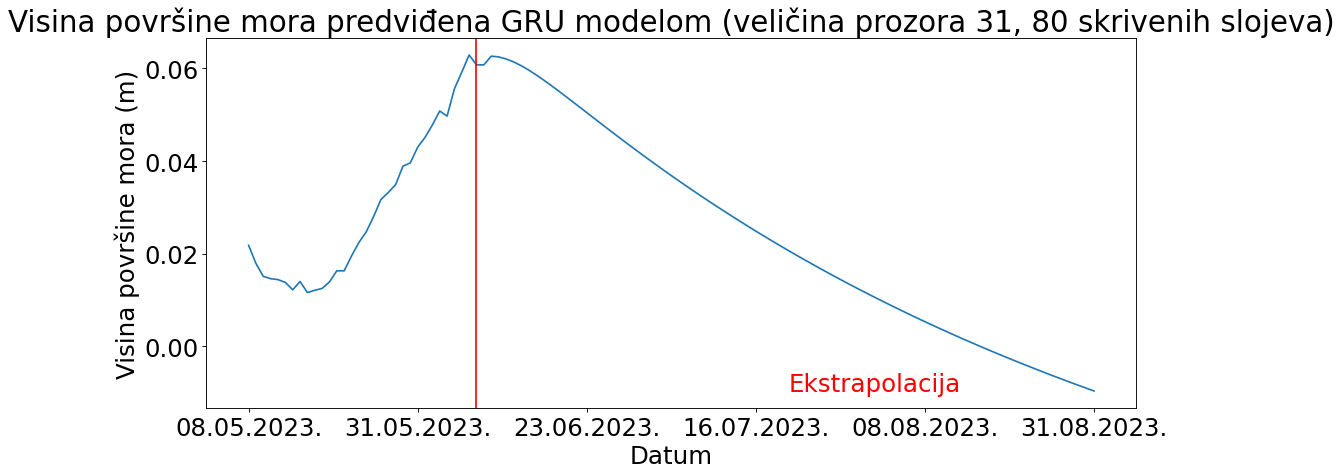 Visina površine mora predviđena GRU modelom (veličina prozora 31, 80 skrivenih slojeva)
Visina površine mora (m)
0.06
0.04
0.02
0.00
Ekstrapolacija
08.05.2023.
31.05.2023.
23.06.2023.
16.07.2023.
08.08.2023.
31.08.2023.
Datum